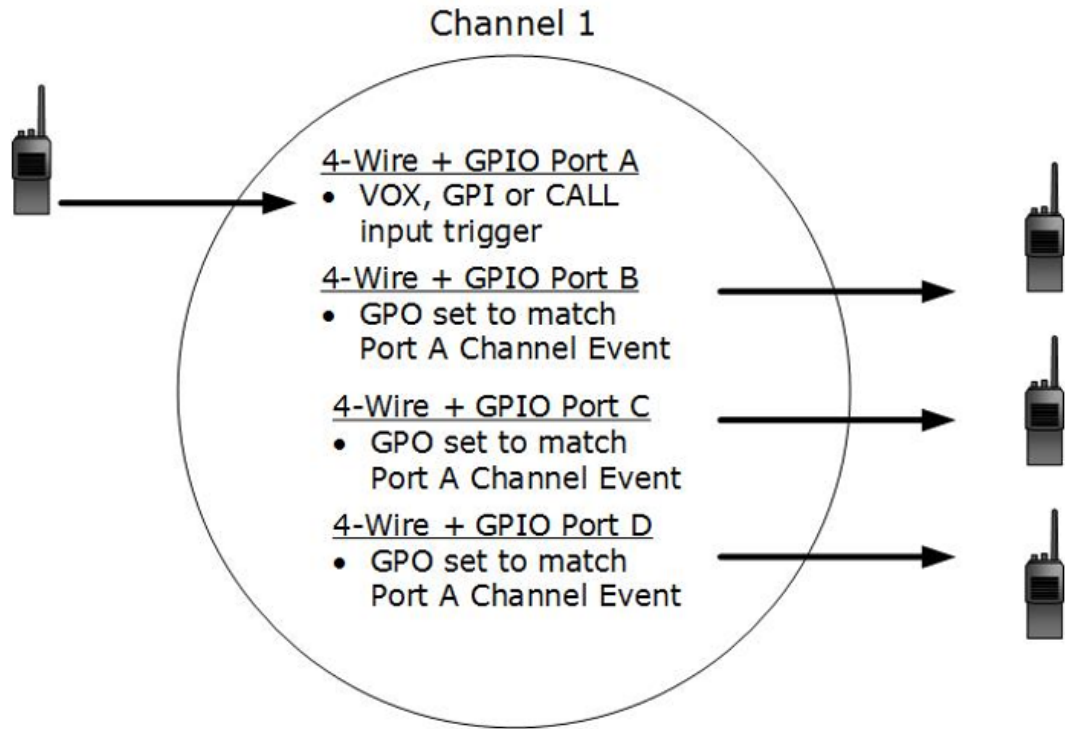 Channel 1
4-Wire + GPIO Port A
• VOX, GPI or CALL
input trigger
4-Wire + GPIO Port B
• GPO set to match
Port A Channel Event
4-Wire + GPIO Port C
• GPO set to match
Port A Channel Event
4-Wire + GPIO Port D
• GPO set to match
Port A Channel Event